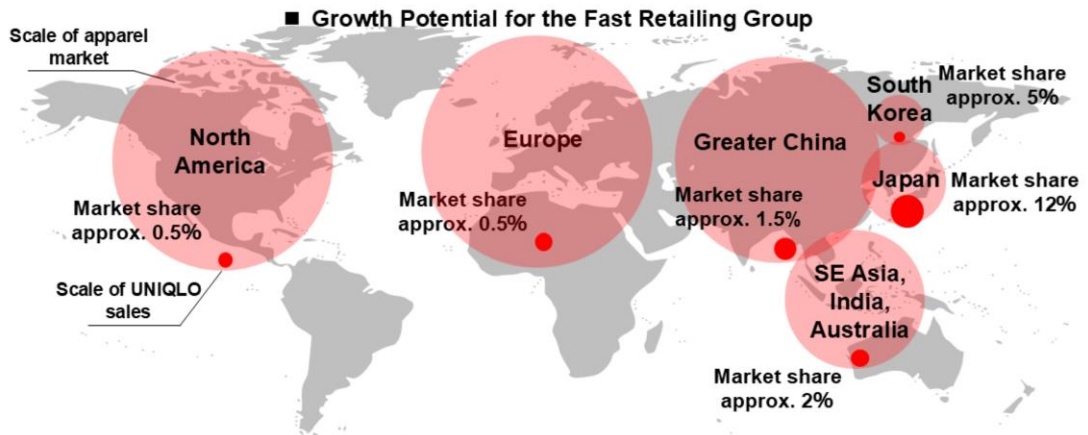 ■ Growth Potential for the Fast Retailing Group
Scale of apparel
market
North
America
Market share
approx. 0.5%
Scale of UNIQLO
sales
Europe
Market share
approx. 0.5%
Greater China
Market share
approx. 1.5%
South
Korea
Market share
approx. 5%
Japan
Market share
approx. 12%
SE Asia,
India,
Australia
Market share
approx. 2%